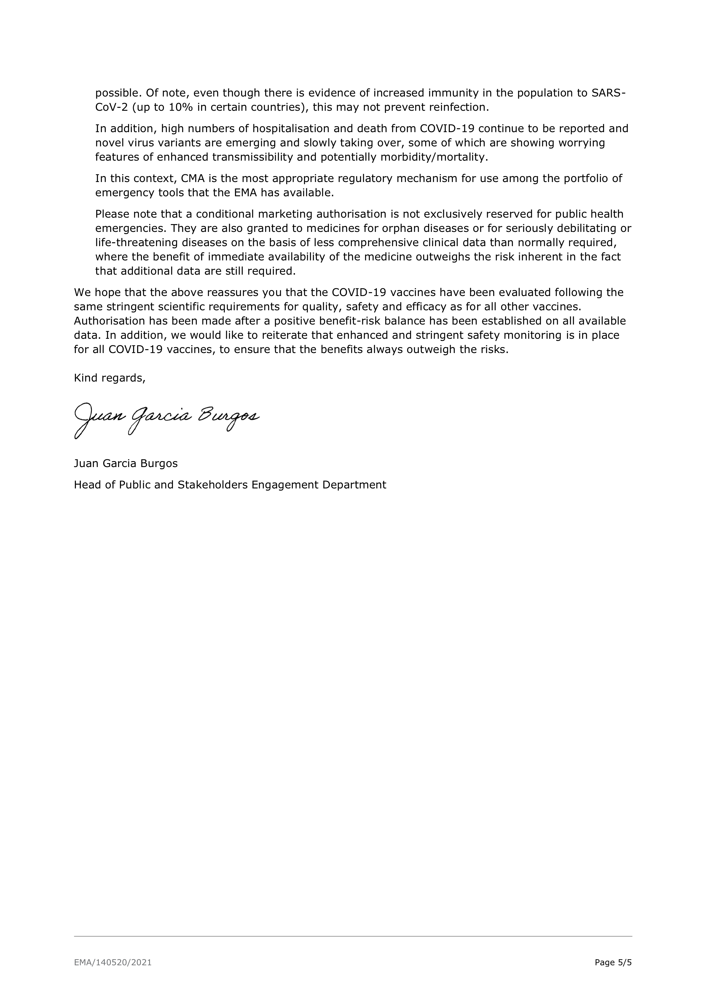 possible. Of note, even though there is evidence of increased immunity in the population to SARS-
CoV-2 (up to 10% in certain countries), this may not prevent reinfection.
In addition, high numbers of hospitalisation and death from COVID-19 continue to be reported and
novel virus variants are emerging and slowly taking over, some of which are showing worrying
features of enhanced transmissibility and potentially morbidity/mortality.
In this context, CMA is the most appropriate regulatory mechanism for use among the portfolio of
emergency tools that the EMA has available.
Please note that a conditional marketing authorisation is not exclusively reserved for public health
emergencies. They are also granted to medicines for orphan diseases or for seriously debilitating or
life-threatening diseases on the basis of less comprehensive clinical data than normally required,
where the benefit of immediate availability of the medicine outweighs the risk inherent in the fact
that additional data are still required.
We hope that the above reassures you that the COVID-19 vaccines have been evaluated following the
same stringent scientific requirements for quality, safety and efficacy as for all other vaccines.
Authorisation has been made after a positive benefit-risk balance has been established on all available
data. In addition, we would like to reiterate that enhanced and stringent safety monitoring is in place
for all COVID-19 vaccines, to ensure that the benefits always outweigh the risks.
Kind regards,
Juan Garcia Burgos
Juan Garcia Burgos
Head of Public and Stakeholders Engagement Department
EMA/140520/2021
Page 5/5